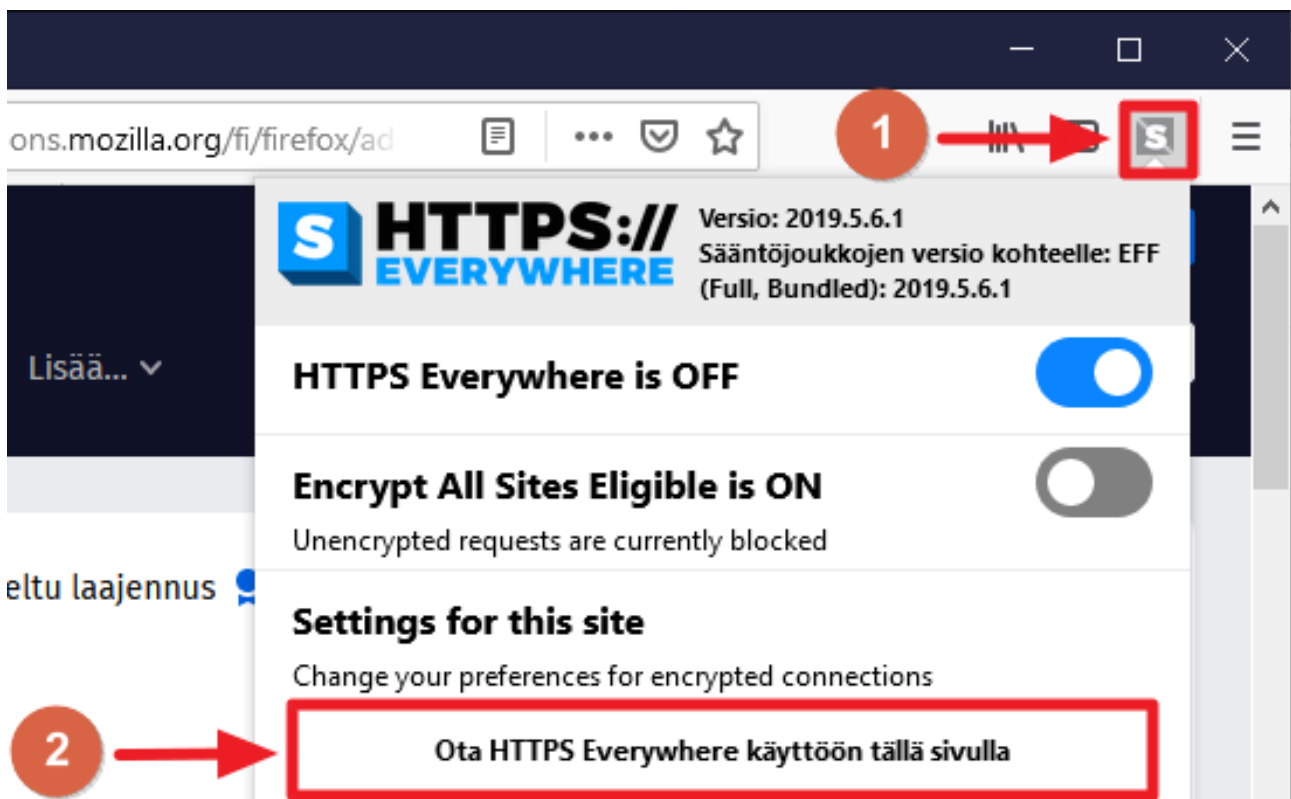 ons.mozilla.org/fi/firefox/ad
1
S
S HTTPS://
EVERYWHERE
Versio: 2019.5.6.1
Sääntöjoukkojen versio kohteelle: EFF
(Full, Bundled): 2019.5.6.1
Lisää...
HTTPS Everywhere is OFF
Encrypt All Sites Eligible is ON
Unencrypted requests are currently blocked
eltu laajennus
Settings for this site
Change your preferences for encrypted connections
2
Ota HTTPS Everywhere käyttöön tällä sivulla